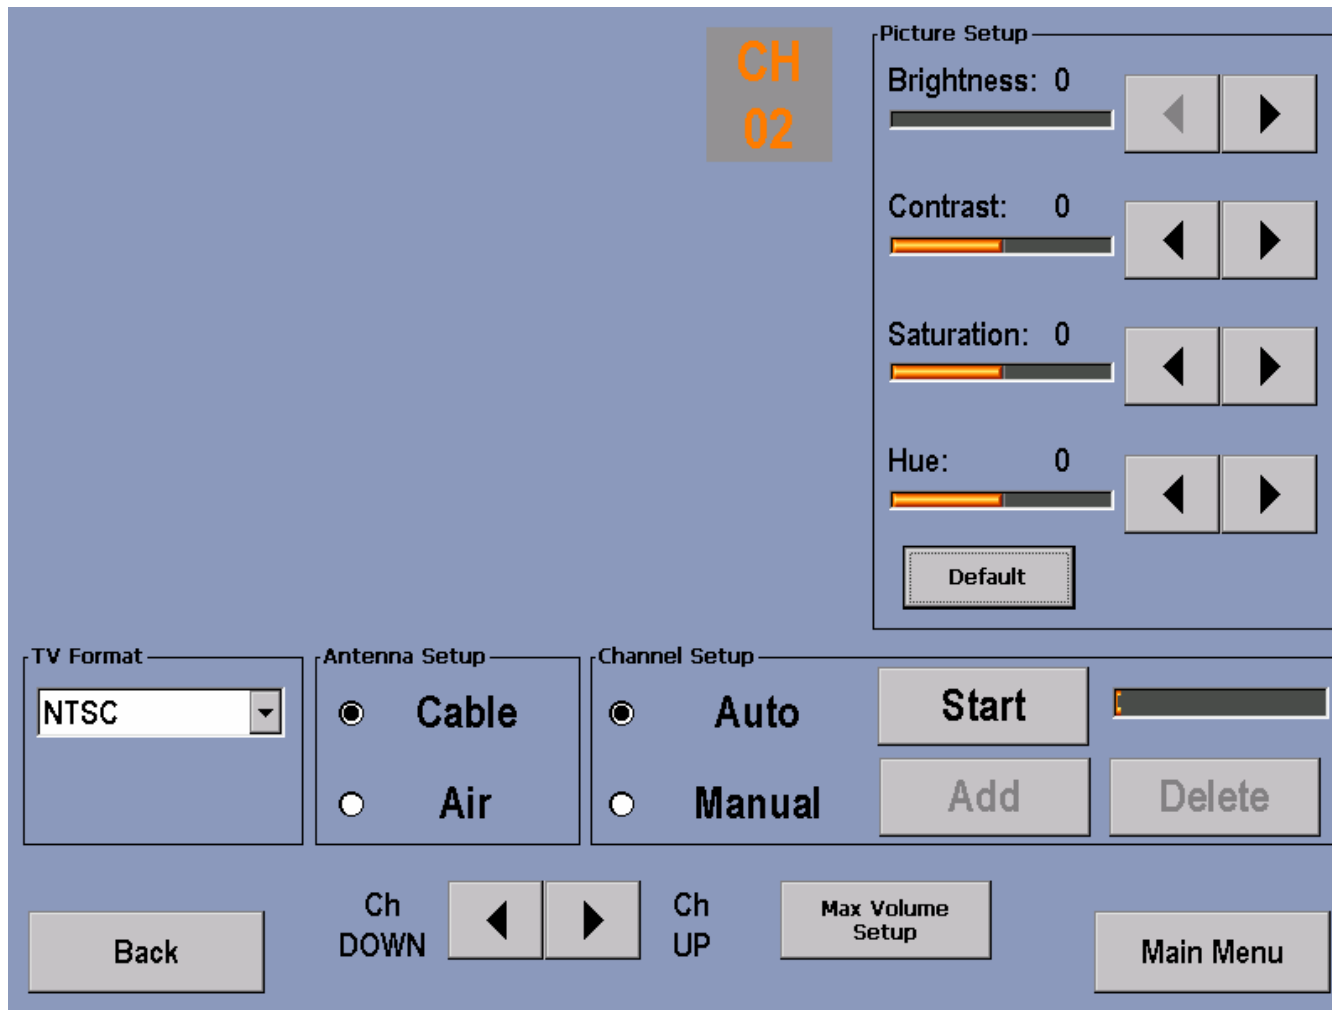 CH
02
Picture Setup
Brightness: 0
Contrast: 0
Saturation: 0
Hue: 0
Default
TV Format
NTSC
Antenna Setup
Cable
Air
Channel Setup
Auto
Start
Manual
Add
Delete
Back
Ch
DOWN
Ch
UP
Max Volume
Setup
Main Menu